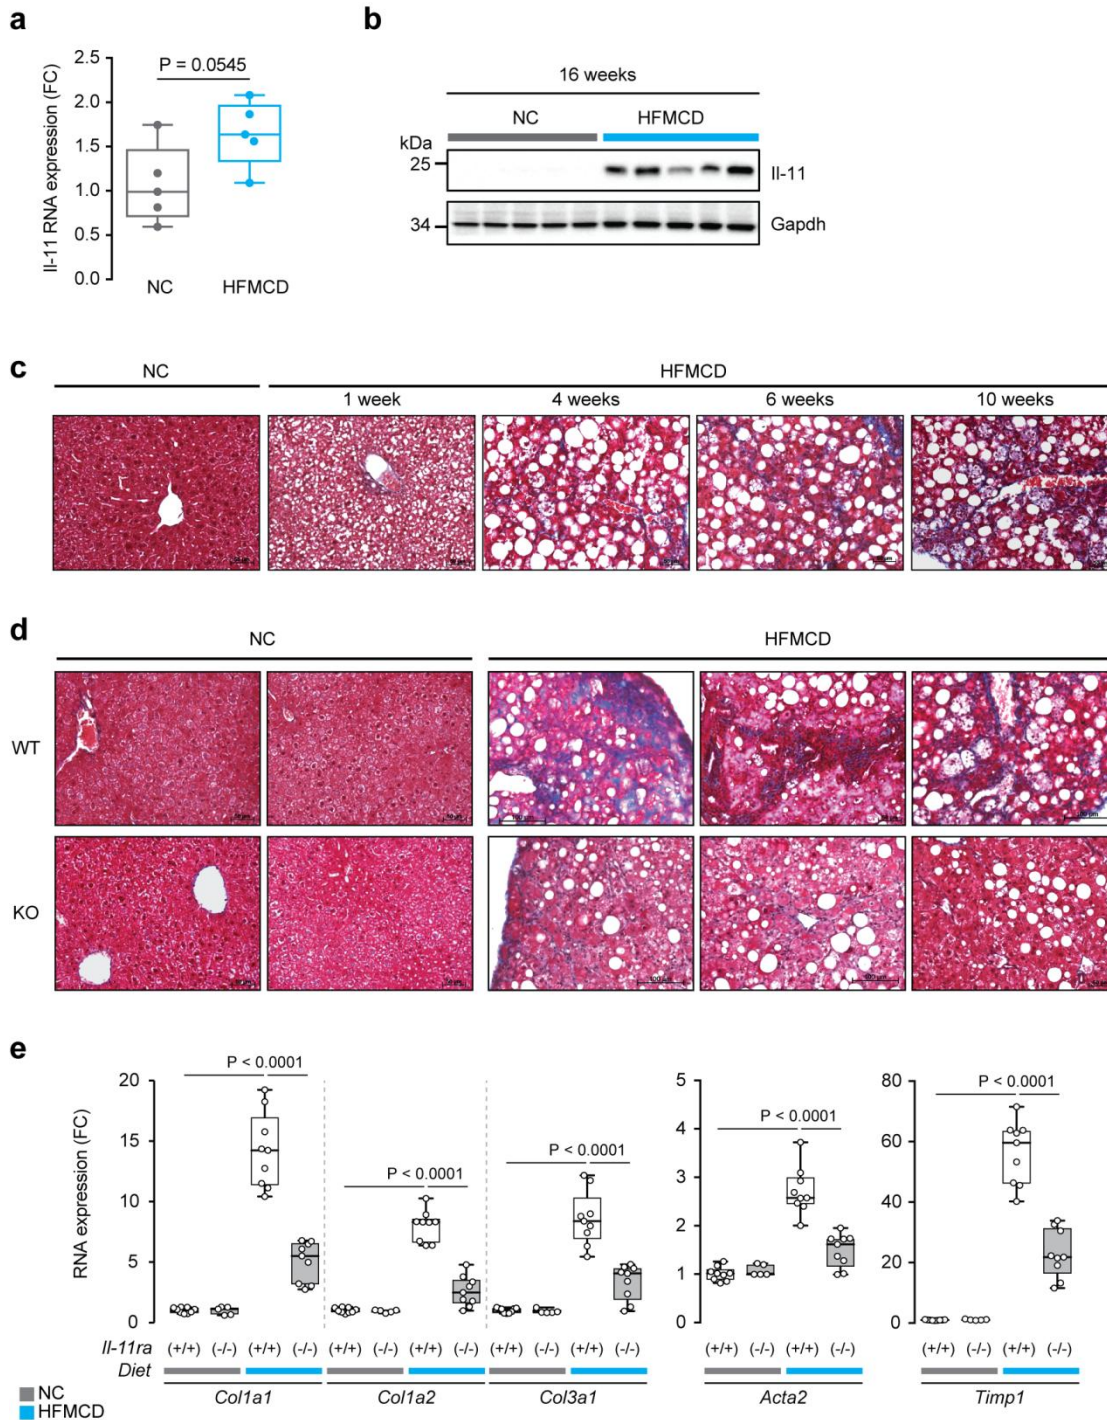 a
P = 0.0545
Il-11 RNA expression (FC)
2.5
2.0
1.5
1.0
0.5
0.0
NC
HFMCD
b
16 weeks
NC
HFMCD
kDa
25
Il-11
34
Gapdh
c
NC
HFMCD
1 week
4 weeks
6 weeks
10 weeks
d
NC
HFMCD
WT
KO
100 µm
100 µm
e
RNA expression (FC)
20
15
10
5
0
P < 0.0001
P < 0.0001
P < 0.0001
5
4
3
2
1
0
P < 0.0001
80
60
40
20
0
P < 0.0001
Il-11ra (+/+) (-/-) (+/+) (-/-) (+/+) (-/-) (+/+) (-/-) (+/+) (-/-) (+/+) (-/-) (+/+) (-/-) (+/+) (-/-) (+/+) (-/-) (+/+) (-/-)
Diet
Col1a1 Col1a2 Col3a1 Acta2 Timp1
NC
HFMCD